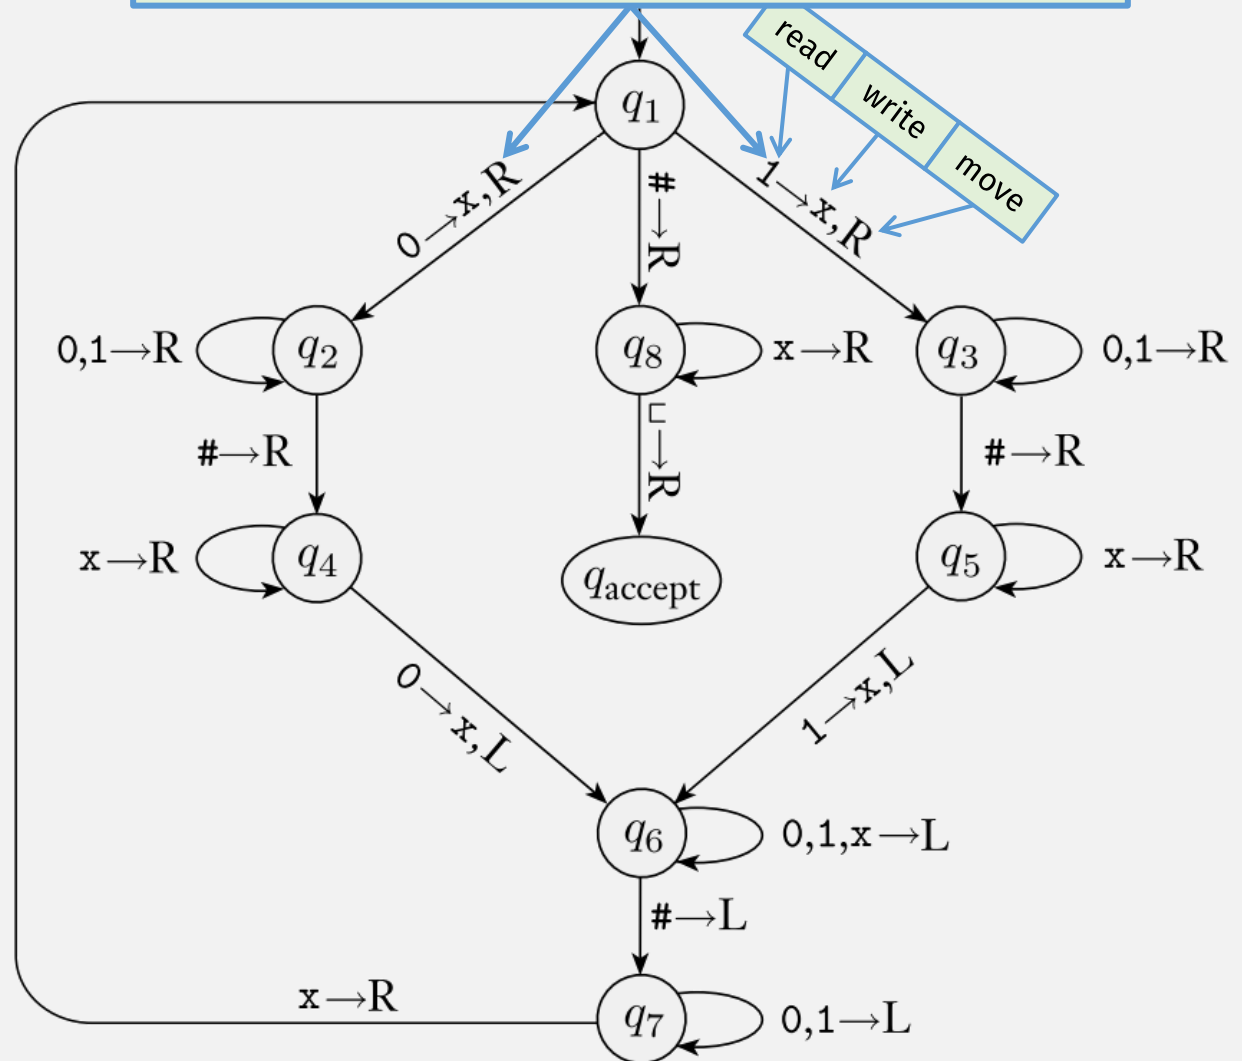 read
write
move
q1
0→x,R
#→R
1→x,R
0,1→R
q2
q8
x→R
q3
0,1→R
#→R
⊔→R
#→R
x→R
q4
qaccept
q5
x→R
0→x,L
1→x,L
q6
0,1,x→L
#→L
x→R
q7
0,1→L